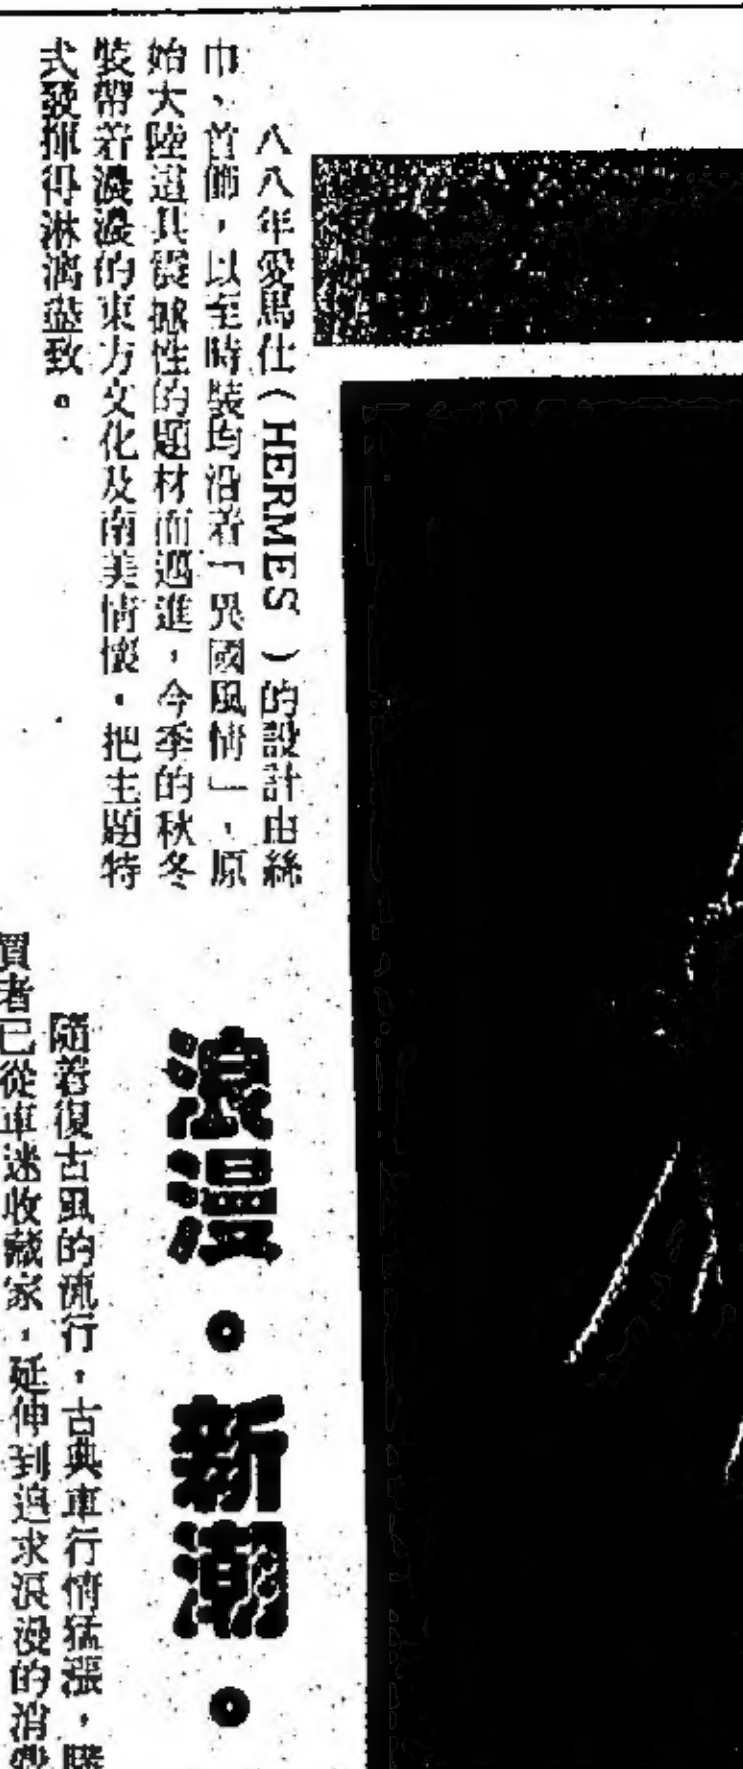 八八年愛馬仕(HERMES)的設計由絲
巾、首飾,以至時裝均沿着「異國風情」、原
始大陸這具震撼性的題材而邁進,今季的秋冬
裝帶着濃濃的東方文化及南美情懷,把主題特
式發揮得淋漓盡致。
浪漫。新潮。
隨着復古風的流行,古典車行情猛漲,購
買者已從車迷收藏家,延伸到追求浪漫的消費